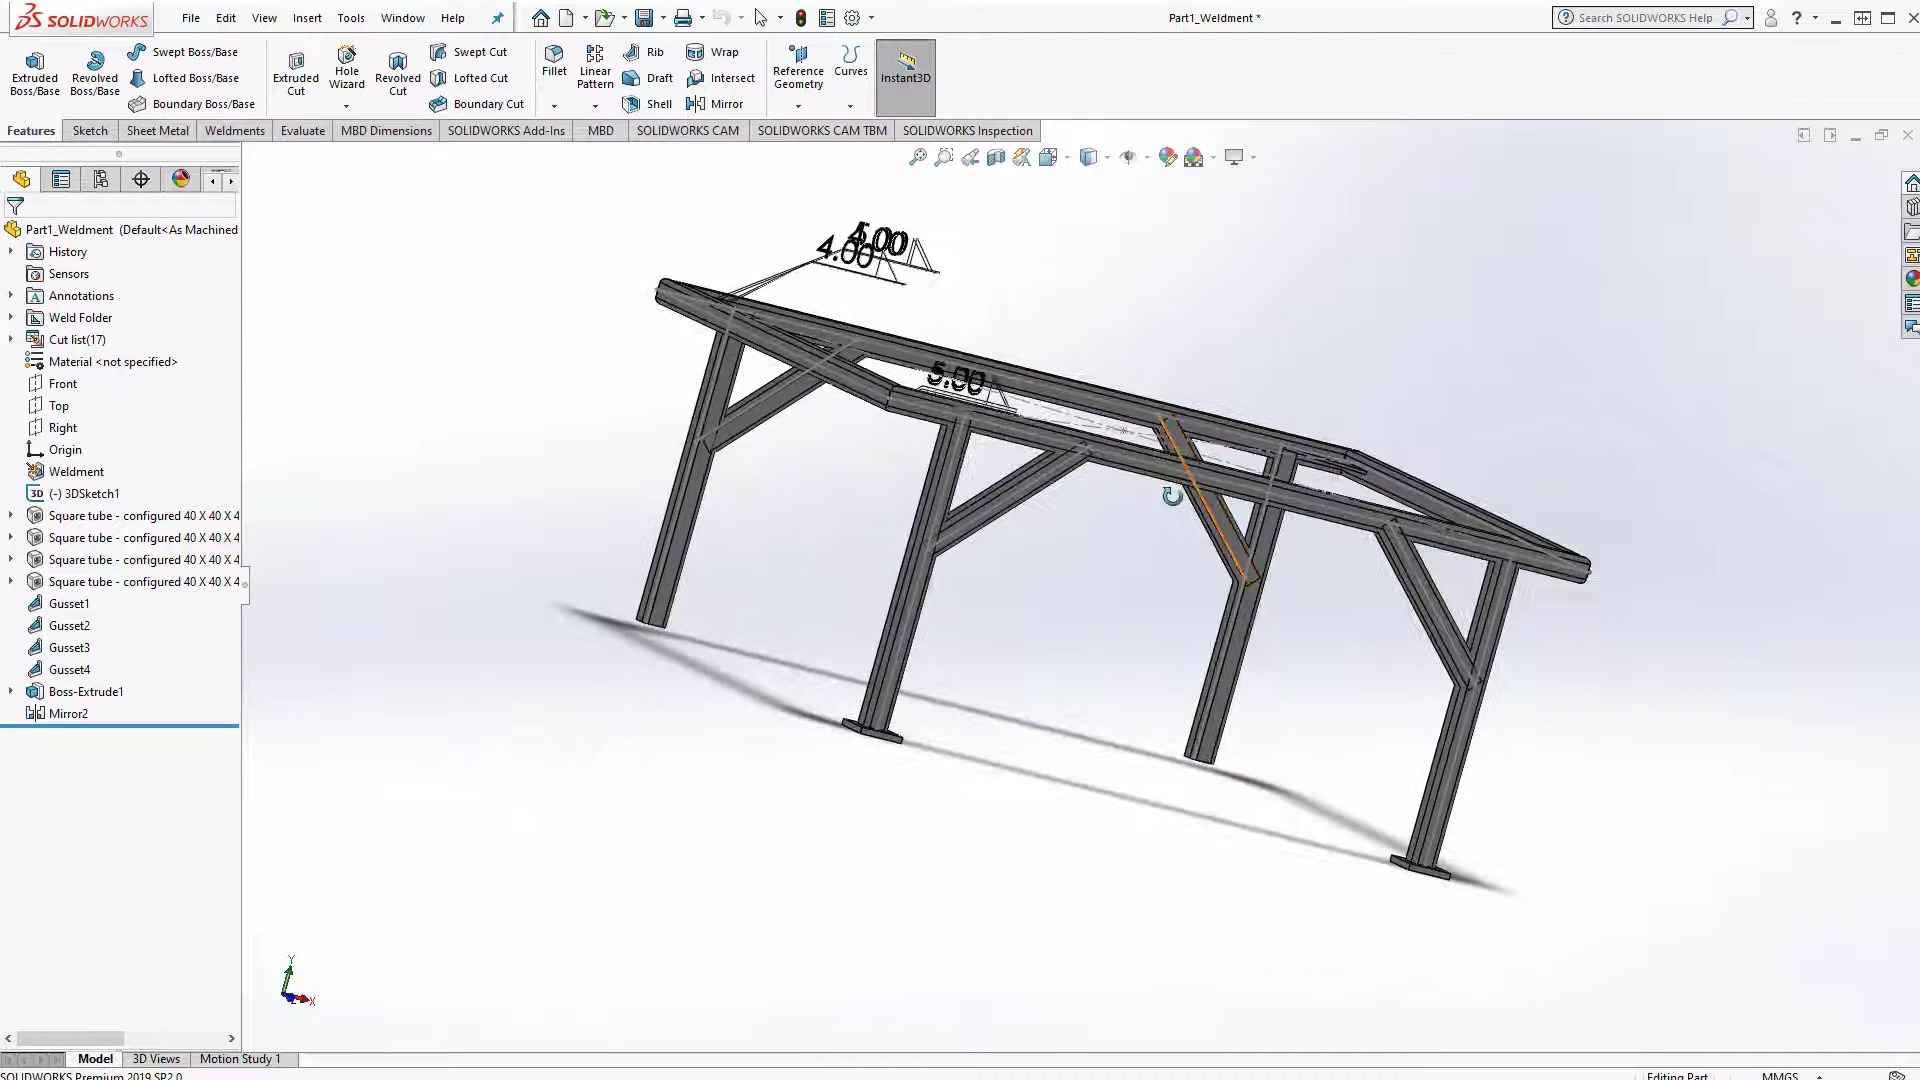 SOLIDWORKS
File Edit View Insert Tools Window Help
Part1_Weldment *
Search SOLIDWORKS Help
Extruded Boss/Base
Revolved Boss/Base
Swept Boss/Base
Lofted Boss/Base
Boundary Boss/Base
Extruded Cut
Hole Wizard
Revolved Cut
Swept Cut
Lofted Cut
Boundary Cut
Fillet
Linear Pattern
Rib
Draft
Shell
Wrap
Intersect
Mirror
Reference Geometry
Curves
Instant3D
Features Sketch Sheet Metal Weldments Evaluate MBD Dimensions SOLIDWORKS Add-Ins MBD SOLIDWORKS CAM SOLIDWORKS CAM TBM SOLIDWORKS Inspection
Part1_Weldment (Default<As Machined
History
Sensors
Annotations
Weld Folder
Cut list(17)
Material <not specified>
Front
Top
Right
Origin
Weldment
(-) 3DSketch1
Square tube - configured 40 X 40 X 4
Square tube - configured 40 X 40 X 4
Square tube - configured 40 X 40 X 4
Square tube - configured 40 X 40 X 4
Gusset1
Gusset2
Gusset3
Gusset4
Boss-Extrude1
Mirror2
4.00
5.00
Y
X
Model 3D Views Motion Study 1
SOLIDWORKS Premium 2019 SP2.0
Editing Part
MMGS